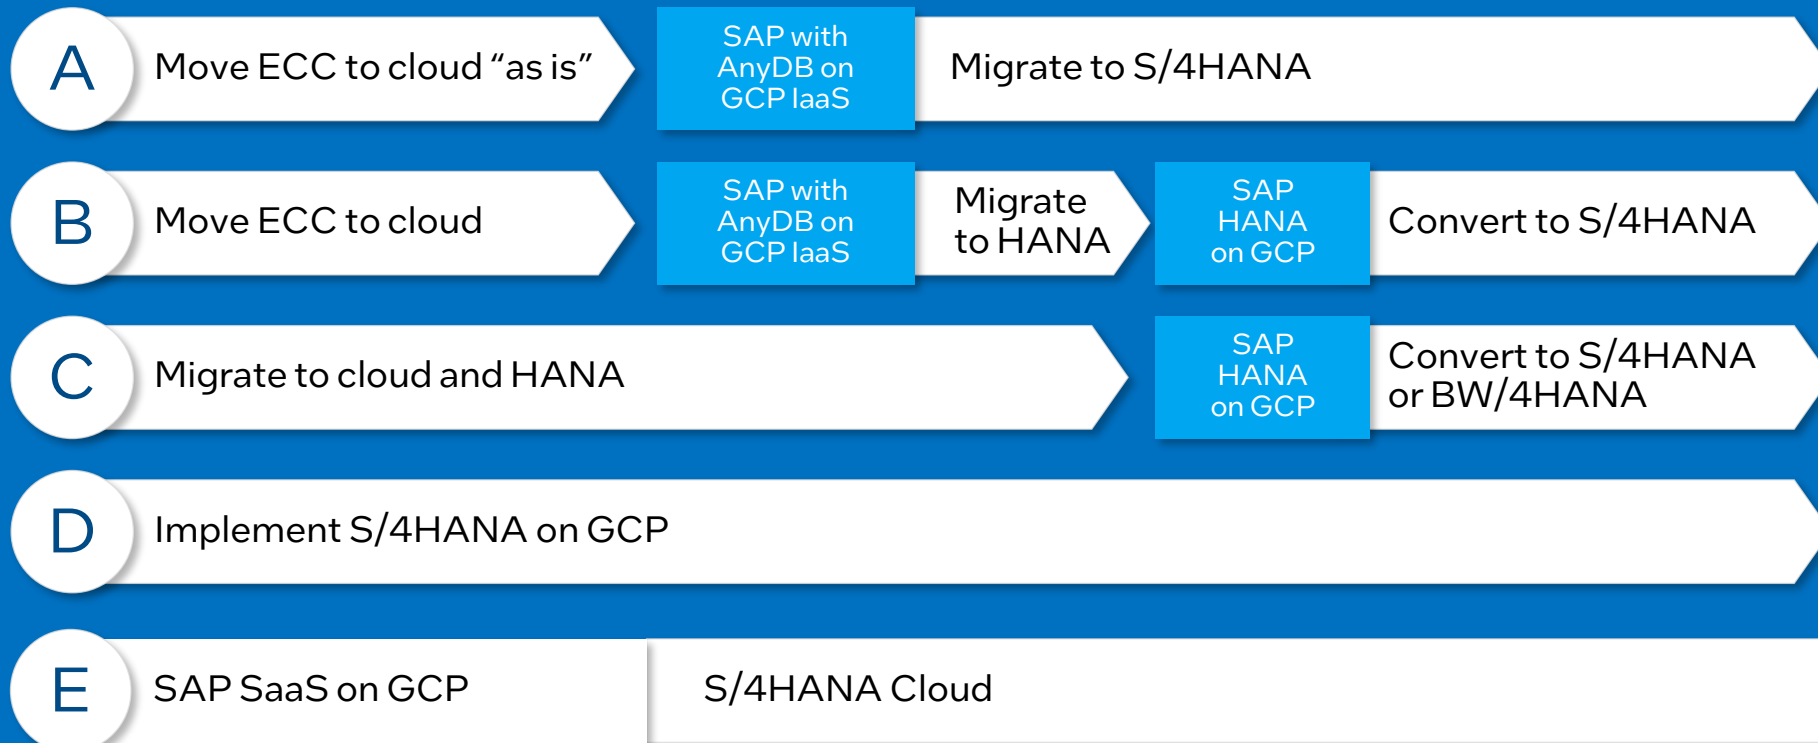 A
Move ECC to cloud “as is”
SAP with
AnyDB on
GCP IaaS
Migrate to S/4HANA
B
Move ECC to cloud
SAP with
AnyDB on
GCP IaaS
Migrate
to HANA
SAP
HANA
on GCP
Convert to S/4HANA
C
Migrate to cloud and HANA
SAP
HANA
on GCP
Convert to S/4HANA
or BW/4HANA
D
Implement S/4HANA on GCP
E
SAP SaaS on GCP
S/4HANA Cloud